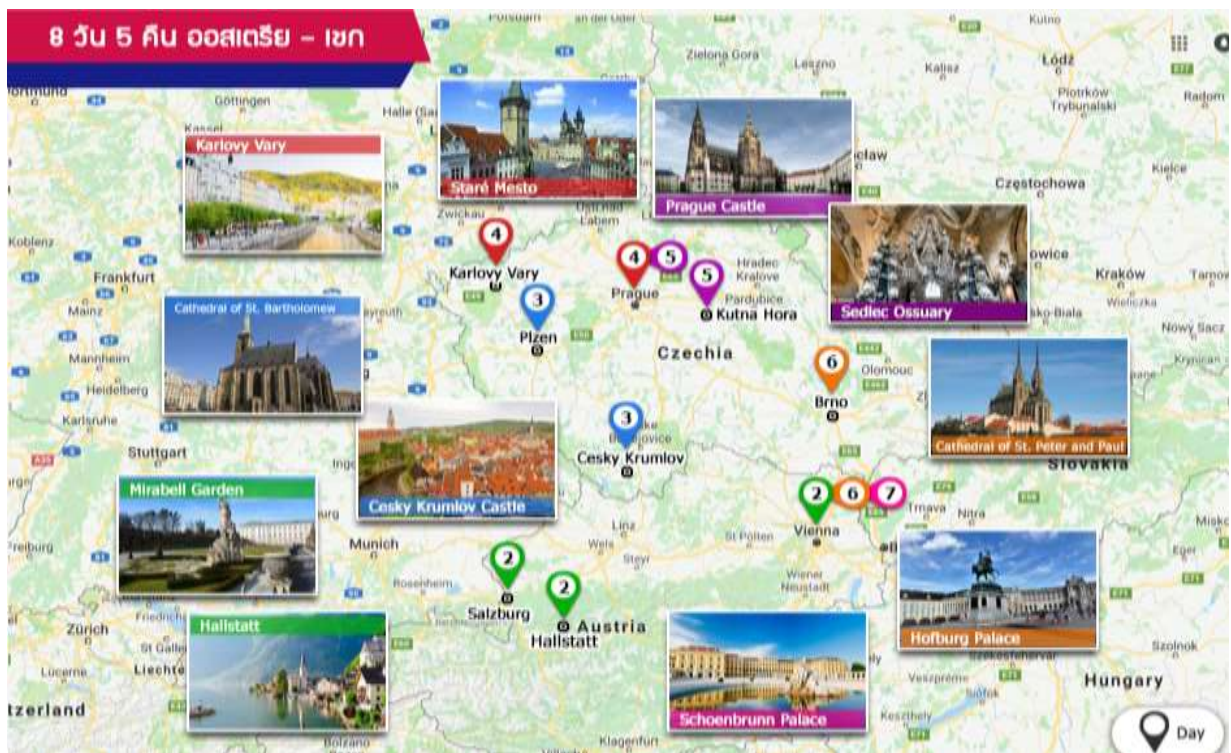 8 วัน 5 คืน ออสเตรีย – เชก
Karlovy Vary
Staré Mesto
Prague Castle
Sedlec Ossuary
Cathedral of St. Bartholomew
Cesky Krumlov Castle
Cathedral of St. Peter and Paul
Mirabell Garden
Hallstatt
Schoenbrunn Palace
Hofburg Palace
4
Karlovy Vary
4
5
Prague
5
Kutna Hora
3
Plzen
Czechia
6
Brno
3
Cesky Krumlov
2
6
7
Vienna
2
Salzburg
2
Hallstatt
Austria
Slovakia
Hungary
Göttingen
Kassel
Zwickau
Koblenz
Frankfurt
Mainz
Mannheim
Heidelberg
Karlsruhe
Stuttgart
Munich
Rosenheim
Freiburg
Zürich
Lucerne
Bolzano
Klagenfurt
Linz
Wels
Steyr
St Pölten
Wiener
Neustadt
Trnava
Nitra
Hradec
Kralove
Pardubice
Olomouc
Zielona Gora
Leszno
Kalisz
Łódź
Piotrków
Trybunalski
Radom
Kielce
Częstochowa
Kraków
Wieliczka
Kutno
Eger
Szolnok
Veszprém
Siófok
Keszthely
Day